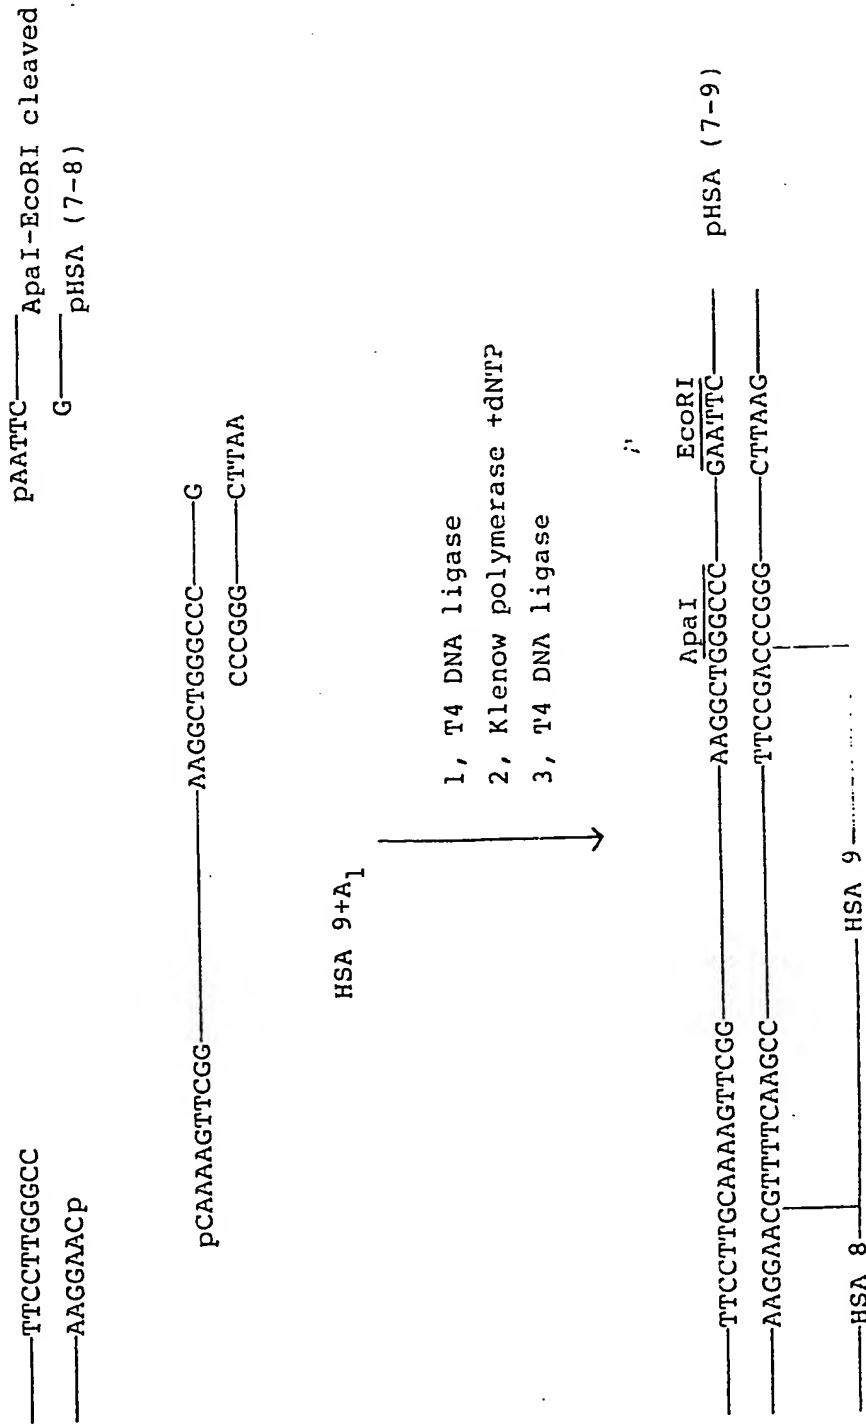 TTCCTTGGGCC pAATTC ApaI-EcoRI cleaved
AAGGAACp G pHSA (7-8)
pCAAAAGTTCGG AAGGCTGGGCCC G
CCCGGG CTTAA
HSA 9+A1
1, T4 DNA ligase
2, Klenow polymerase +dNTP
3, T4 DNA ligase
ApaI EcoRI
TTCCTTGCAAAAGTTCGG AAGGCTGGGCCC GAATTC pHSA (7-9)
AAGGAACGTTTTCAAGCC TTCCGACCCGGG CTTAAG
HSA 8 HSA 9